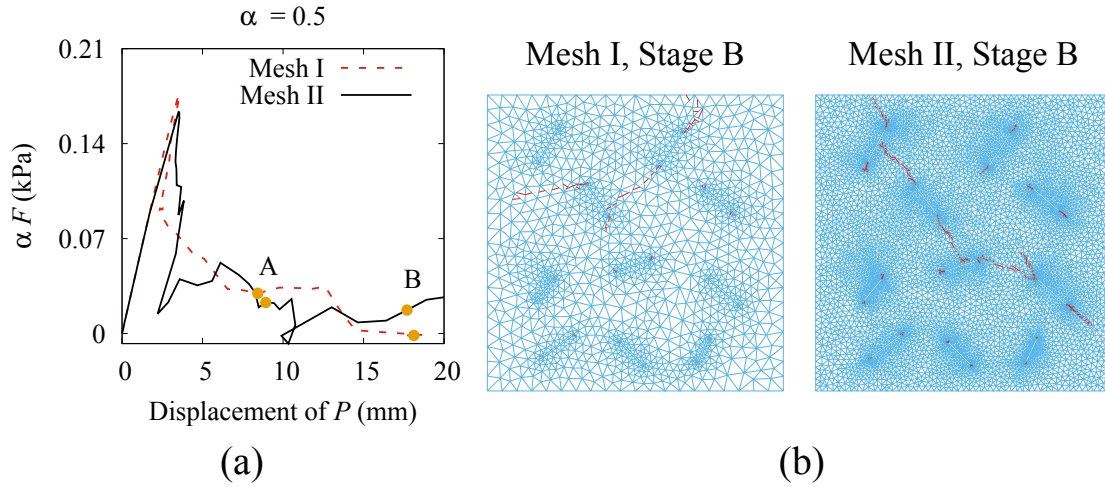 α = 0.5
0.21
0.14
0.07
0
α F (kPa)
Mesh I
Mesh II
A
B
0 5 10 15 20
Displacement of P (mm)
(a)
Mesh I, Stage B
Mesh II, Stage B
(b)